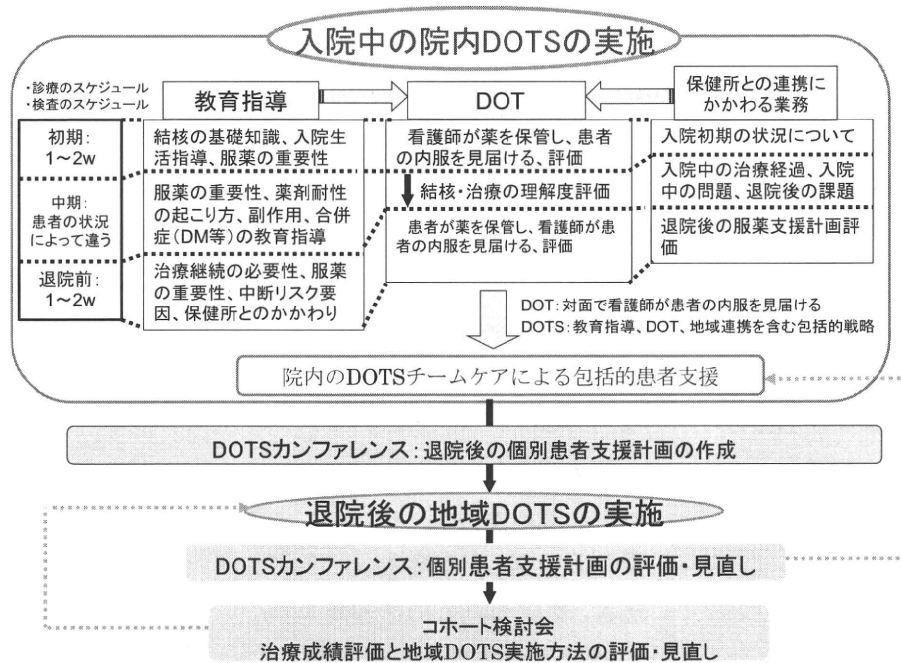 入院中の院内DOTSの実施
・診療のスケジュール
・検査のスケジュール
教育指導
DOT
保健所との連携に
かかわる業務
初期:
1～2w
結核の基礎知識、入院生
活指導、服薬の重要性
看護師が薬を保管し、患者
の内服を見届ける、評価
入院初期の状況について
中期:
患者の状況
によって違う
服薬の重要性、薬剤耐性
の起こり方、副作用、合併
症(DM等)の教育指導
結核・治療の理解度評価
患者が薬を保管し、看護師が患
者の内服を見届ける、評価
入院中の治療経過、入院
中の問題、退院後の課題
退院後の服薬支援計画評
価
退院前:
1～2w
治療継続の必要性、服薬
の重要性、中断リスク要
因、保健所とのかかわり
DOT:対面で看護師が患者の内服を見届ける
DOTS:教育指導、DOT、地域連携を含む包括的戦略
院内のDOTSチームケアによる包括的患者支援
DOTSカンファレンス:退院後の個別患者支援計画の作成
退院後の地域DOTSの実施
DOTSカンファレンス:個別患者支援計画の評価・見直し
コホート検討会
治療成績評価と地域DOTS実施方法の評価・見直し